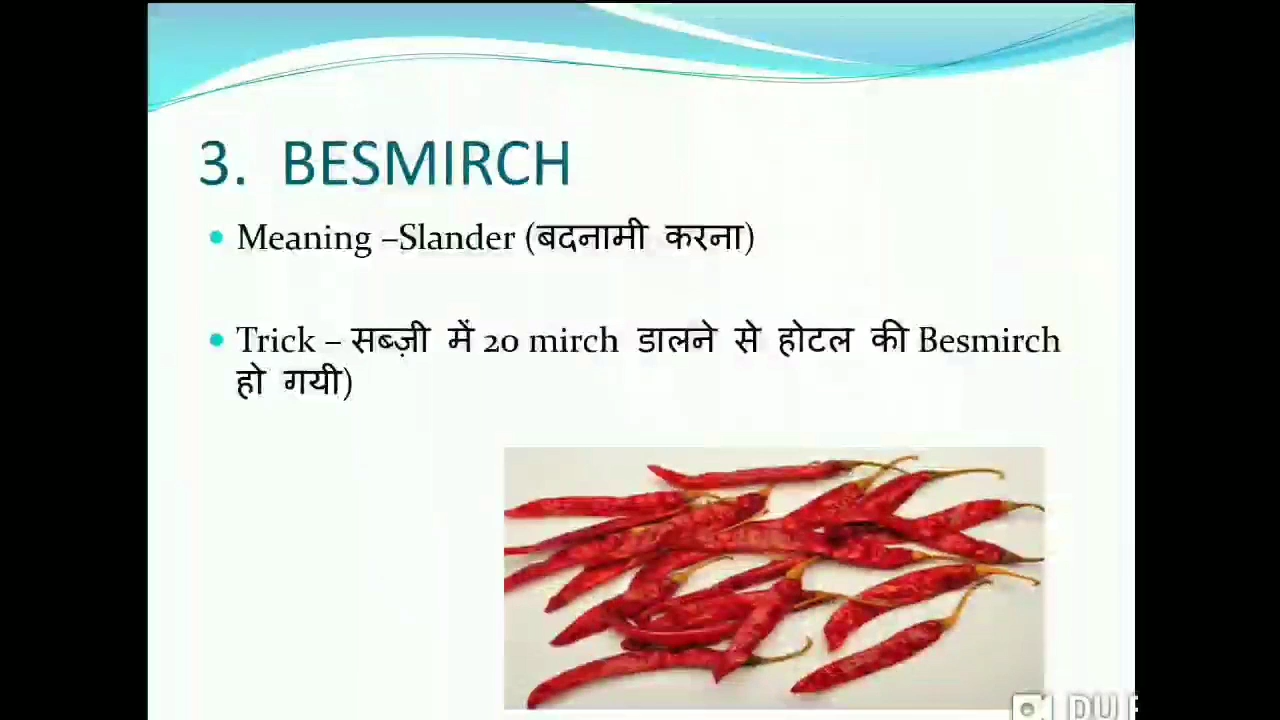 3. BESMIRCH
Meaning –Slander (बदनामी करना)
Trick – सब्ज़ी में 20 mirch डालने से होटल की Besmirch
हो गयी)